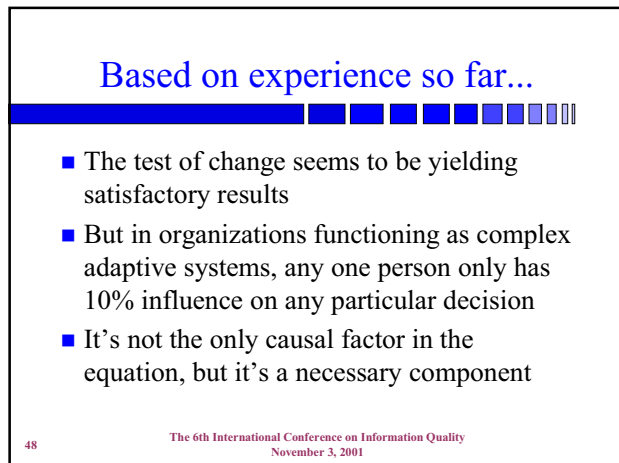 Based on experience so far...
The test of change seems to be yielding
satisfactory results
But in organizations functioning as complex
adaptive systems, any one person only has
10% influence on any particular decision
It’s not the only causal factor in the
equation, but it’s a necessary component
48
The 6th International Conference on Information Quality
November 3, 2001